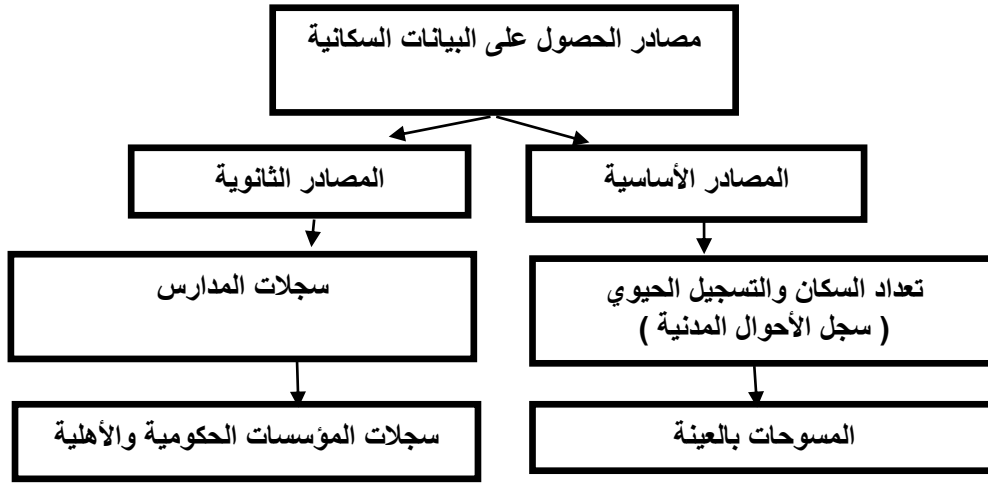 مصادر الحصول على البيانات السكانية
المصادر الأساسية
المصادر الثانوية
تعداد السكان والتسجيل الحيوي
( سجل الأحوال المدنية )
سجلات المدارس
المسوحات بالعينة
سجلات المؤسسات الحكومية والأهلية